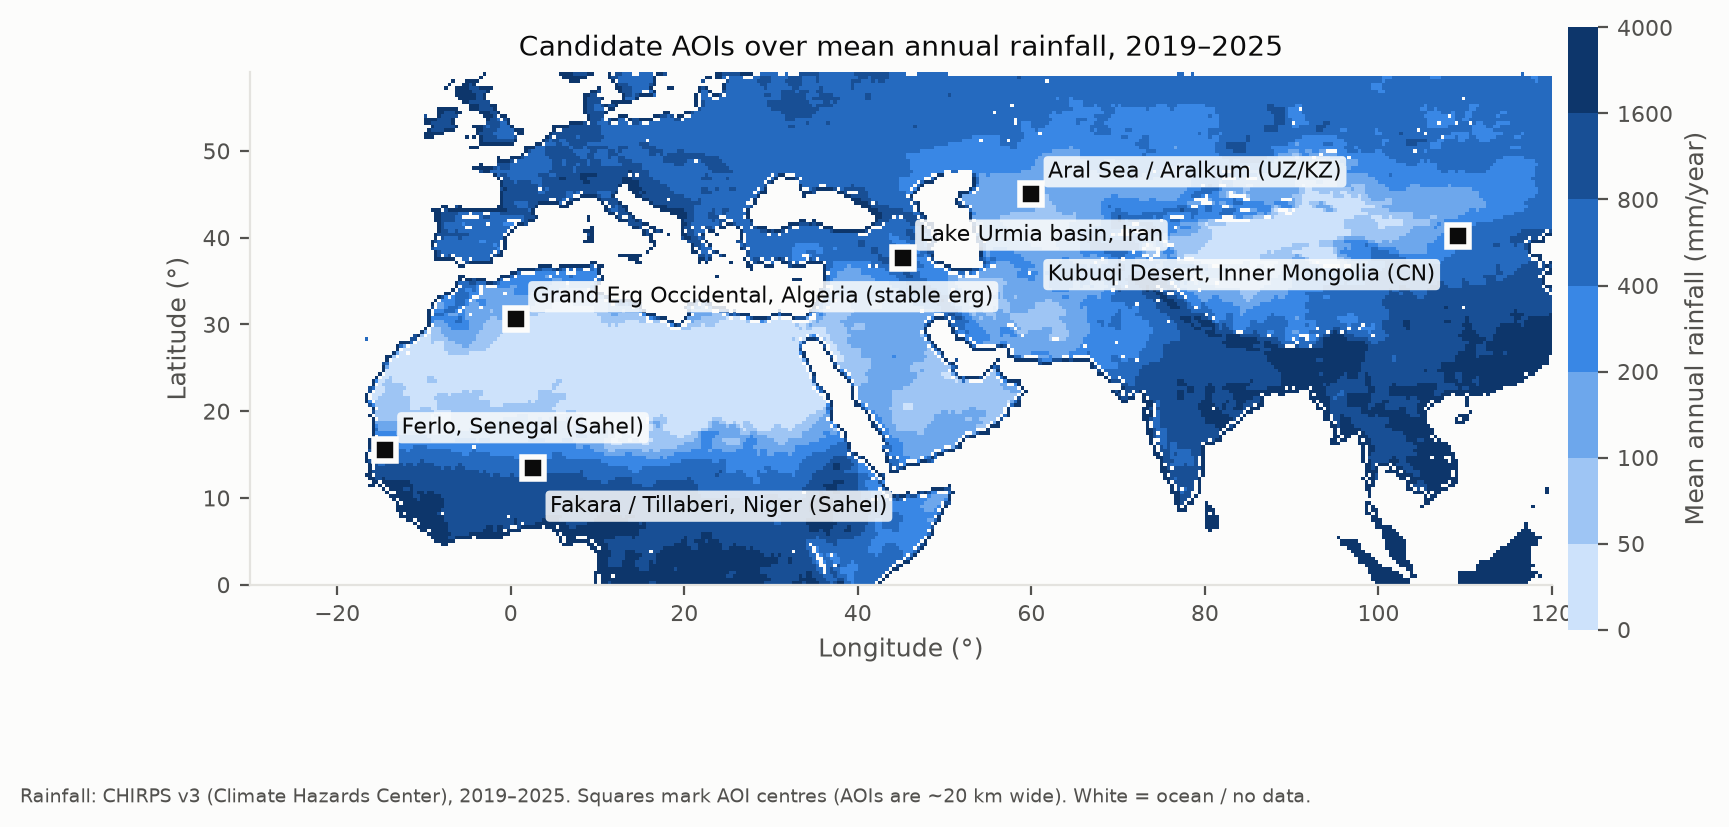 Candidate AOIs over mean annual rainfall, 2019–2025
Aral Sea / Aralkum (UZ/KZ)
Lake Urmia basin, Iran
Kubuqi Desert, Inner Mongolia (CN)
Grand Erg Occidental, Algeria (stable erg)
Ferlo, Senegal (Sahel)
Fakara / Tillaberi, Niger (Sahel)
Latitude (°)
50
40
30
20
10
0
−20 0 20 40 60 80 100 120
Longitude (°)
4000
1600
800
400
200
100
50
0
Mean annual rainfall (mm/year)
Rainfall: CHIRPS v3 (Climate Hazards Center), 2019–2025. Squares mark AOI centres (AOIs are ~20 km wide). White = ocean / no data.